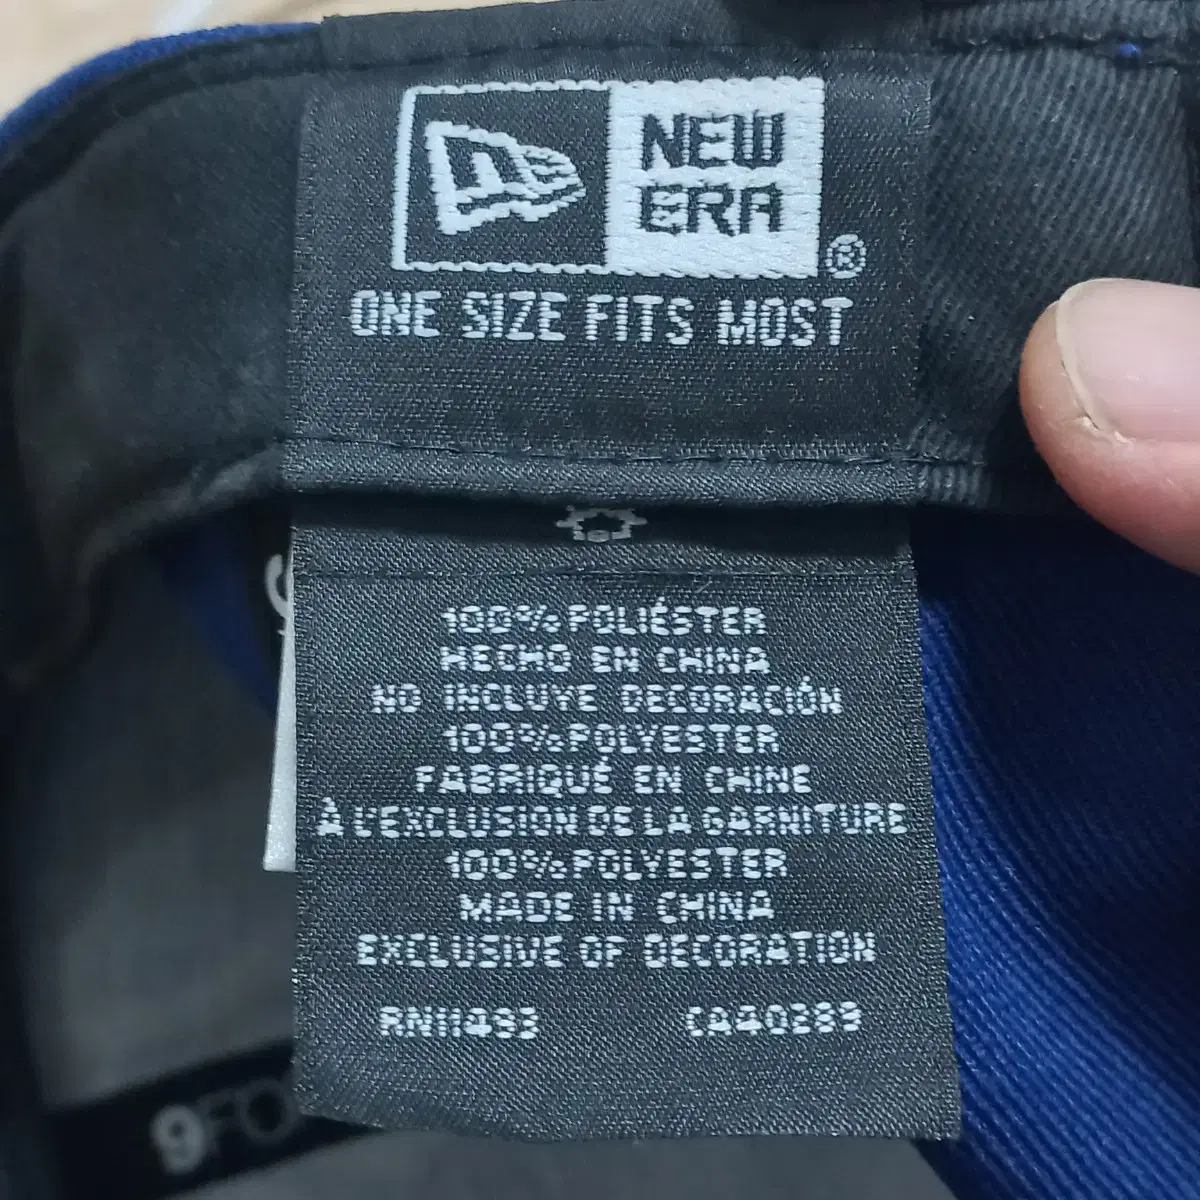 NEW
ERA
®
ONE SIZE FITS MOST
100% POLIÉSTER
HECHO EN CHINA
NO INCLUYE DECORACIÓN
100% POLYESTER
FABRIQUÉ EN CHINE
À L'EXCLUSION DE LA GARNITURE
100% POLYESTER
MADE IN CHINA
EXCLUSIVE OF DECORATION
RN11493 CA40289
9FO